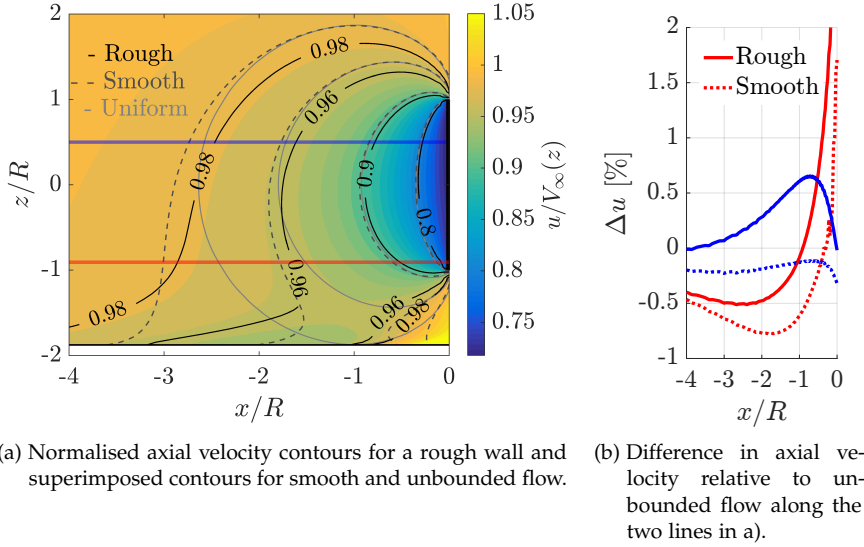 - Rough
- - Smooth
- Uniform
0.98
0.96
0.98
0.9
0.8
0.98
0.96
0.96
0.98
2
1
0
-1
-2
z/R
-4
-3
-2
-1
0
x/R
1.05
1
0.95
0.9
0.85
0.8
0.75
u/V∞(z)
Rough
Smooth
2
1.5
1
0.5
0
-0.5
-1
Δu [%]
-4
-3
-2
-1
0
x/R
(a) Normalised axial velocity contours for a rough wall and
superimposed contours for smooth and unbounded flow.
(b) Difference in axial ve-
locity relative to un-
bounded flow along the
two lines in a).